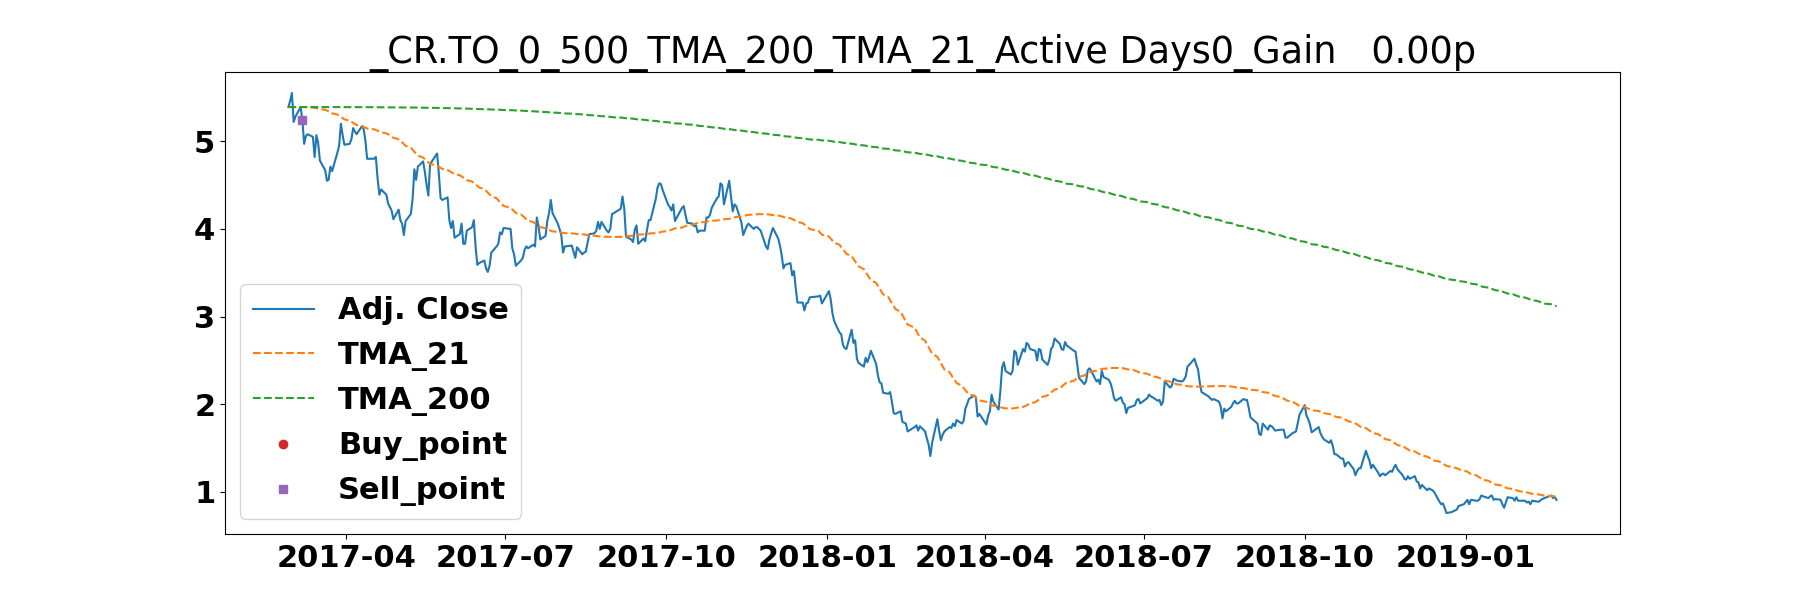 _CR.TO_0_500_TMA_200_TMA_21_Active Days0_Gain   0.00p
5
4
3
2
1
Adj. Close
TMA_21
TMA_200
Buy_point
Sell_point
2017-04 2017-07 2017-10 2018-01 2018-04 2018-07 2018-10 2019-01